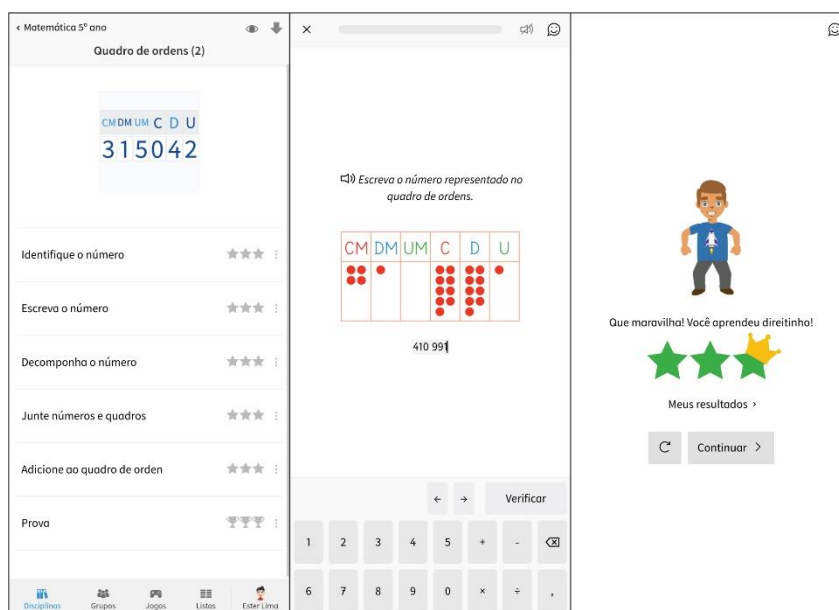 ‹ Matemática 5º ano
Quadro de ordens (2)
CM DM UM C D U
315042
Identifique o número
Escreva o número
Decomponha o número
Junte números e quadros
Adicione ao quadro de orden
Prova
Disciplinas Grupos Jogos Listas Ester Lima
Escreva o número representado no
quadro de ordens.
CM DM UM C D U
410 991
← → Verificar
1 2 3 4 5 + -
6 7 8 9 0 × ÷ ,
Que maravilha! Você aprendeu direitinho!
Meus resultados ›
Continuar >